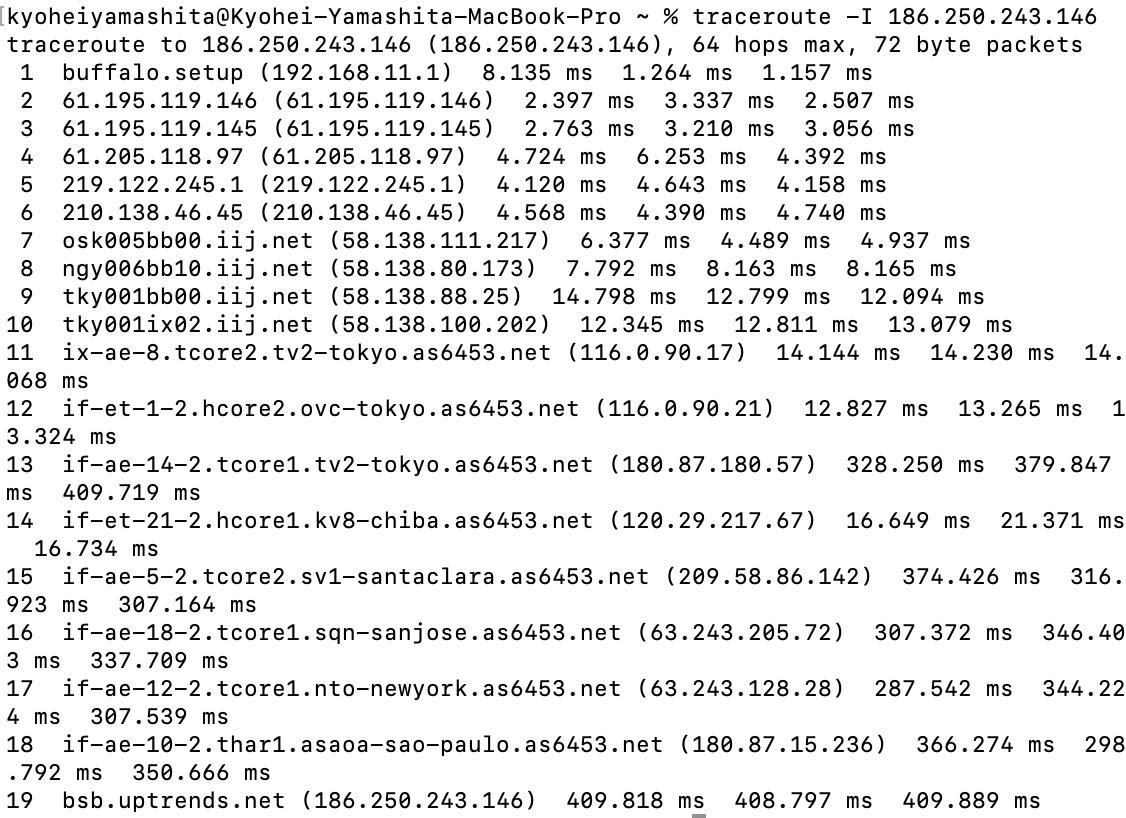 [kyoheiyamashita@Kyohei-Yamashita-MacBook-Pro ~ % traceroute -I 186.250.243.146
traceroute to 186.250.243.146 (186.250.243.146), 64 hops max, 72 byte packets
 1  buffalo.setup (192.168.11.1)  8.135 ms  1.264 ms  1.157 ms
 2  61.195.119.146 (61.195.119.146)  2.397 ms  3.337 ms  2.507 ms
 3  61.195.119.145 (61.195.119.145)  2.763 ms  3.210 ms  3.056 ms
 4  61.205.118.97 (61.205.118.97)  4.724 ms  6.253 ms  4.392 ms
 5  219.122.245.1 (219.122.245.1)  4.120 ms  4.643 ms  4.158 ms
 6  210.138.46.45 (210.138.46.45)  4.568 ms  4.390 ms  4.740 ms
 7  osk005bb00.iij.net (58.138.111.217)  6.377 ms  4.489 ms  4.937 ms
 8  ngy006bb10.iij.net (58.138.80.173)  7.792 ms  8.163 ms  8.165 ms
 9  tky001bb00.iij.net (58.138.88.25)  14.798 ms  12.799 ms  12.094 ms
10  tky001ix02.iij.net (58.138.100.202)  12.345 ms  12.811 ms  13.079 ms
11  ix-ae-8.tcore2.tv2-tokyo.as6453.net (116.0.90.17)  14.144 ms  14.230 ms  14.
068 ms
12  if-et-1-2.hcore2.ovc-tokyo.as6453.net (116.0.90.21)  12.827 ms  13.265 ms  1
3.324 ms
13  if-ae-14-2.tcore1.tv2-tokyo.as6453.net (180.87.180.57)  328.250 ms  379.847
ms  409.719 ms
14  if-et-21-2.hcore1.kv8-chiba.as6453.net (120.29.217.67)  16.649 ms  21.371 ms
  16.734 ms
15  if-ae-5-2.tcore2.sv1-santaclara.as6453.net (209.58.86.142)  374.426 ms  316.
923 ms  307.164 ms
16  if-ae-18-2.tcore1.sqn-sanjose.as6453.net (63.243.205.72)  307.372 ms  346.40
3 ms  337.709 ms
17  if-ae-12-2.tcore1.nto-newyork.as6453.net (63.243.128.28)  287.542 ms  344.22
4 ms  307.539 ms
18  if-ae-10-2.thar1.asaoa-sao-paulo.as6453.net (180.87.15.236)  366.274 ms  298
.792 ms  350.666 ms
19  bsb.uptrends.net (186.250.243.146)  409.818 ms  408.797 ms  409.889 ms